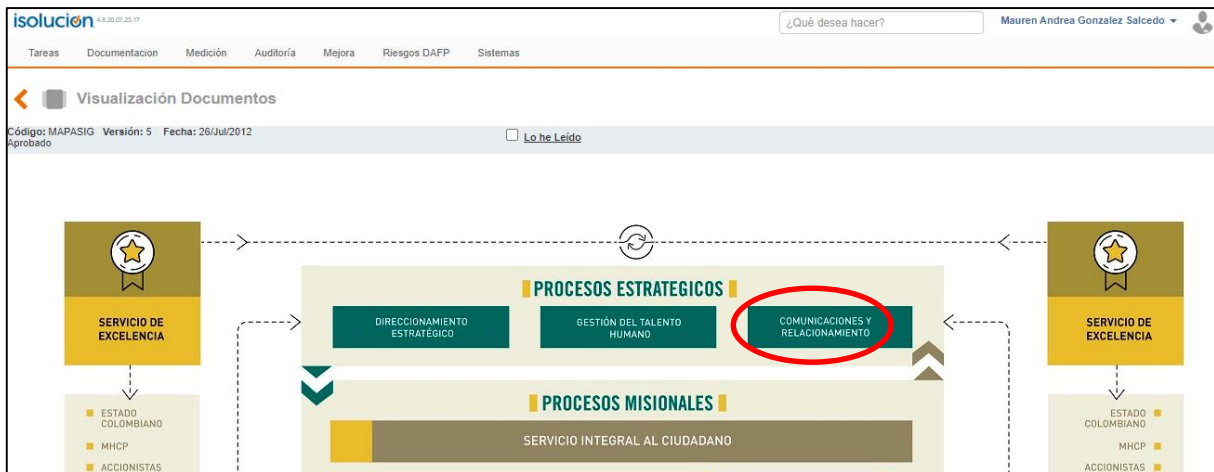 isolución 4.8.20.07.23.17
¿Qué desea hacer?
Mauren Andrea Gonzalez Salcedo
Tareas Documentacion Medición Auditoría Mejora Riesgos DAFP Sistemas
Visualización Documentos
Código: MAPASIG Versión: 5 Fecha: 26/Jul/2012
Aprobado
Lo he Leído
SERVICIO DE
EXCELENCIA
PROCESOS ESTRATEGICOS
DIRECCIONAMIENTO
ESTRATÉGICO
GESTIÓN DEL TALENTO
HUMANO
COMUNICACIONES Y
RELACIONAMIENTO
SERVICIO DE
EXCELENCIA
ESTADO
COLOMBIANO
MHCP
ACCIONISTAS
PROCESOS MISIONALES
SERVICIO INTEGRAL AL CIUDADANO
ESTADO
COLOMBIANO
MHCP
ACCIONISTAS